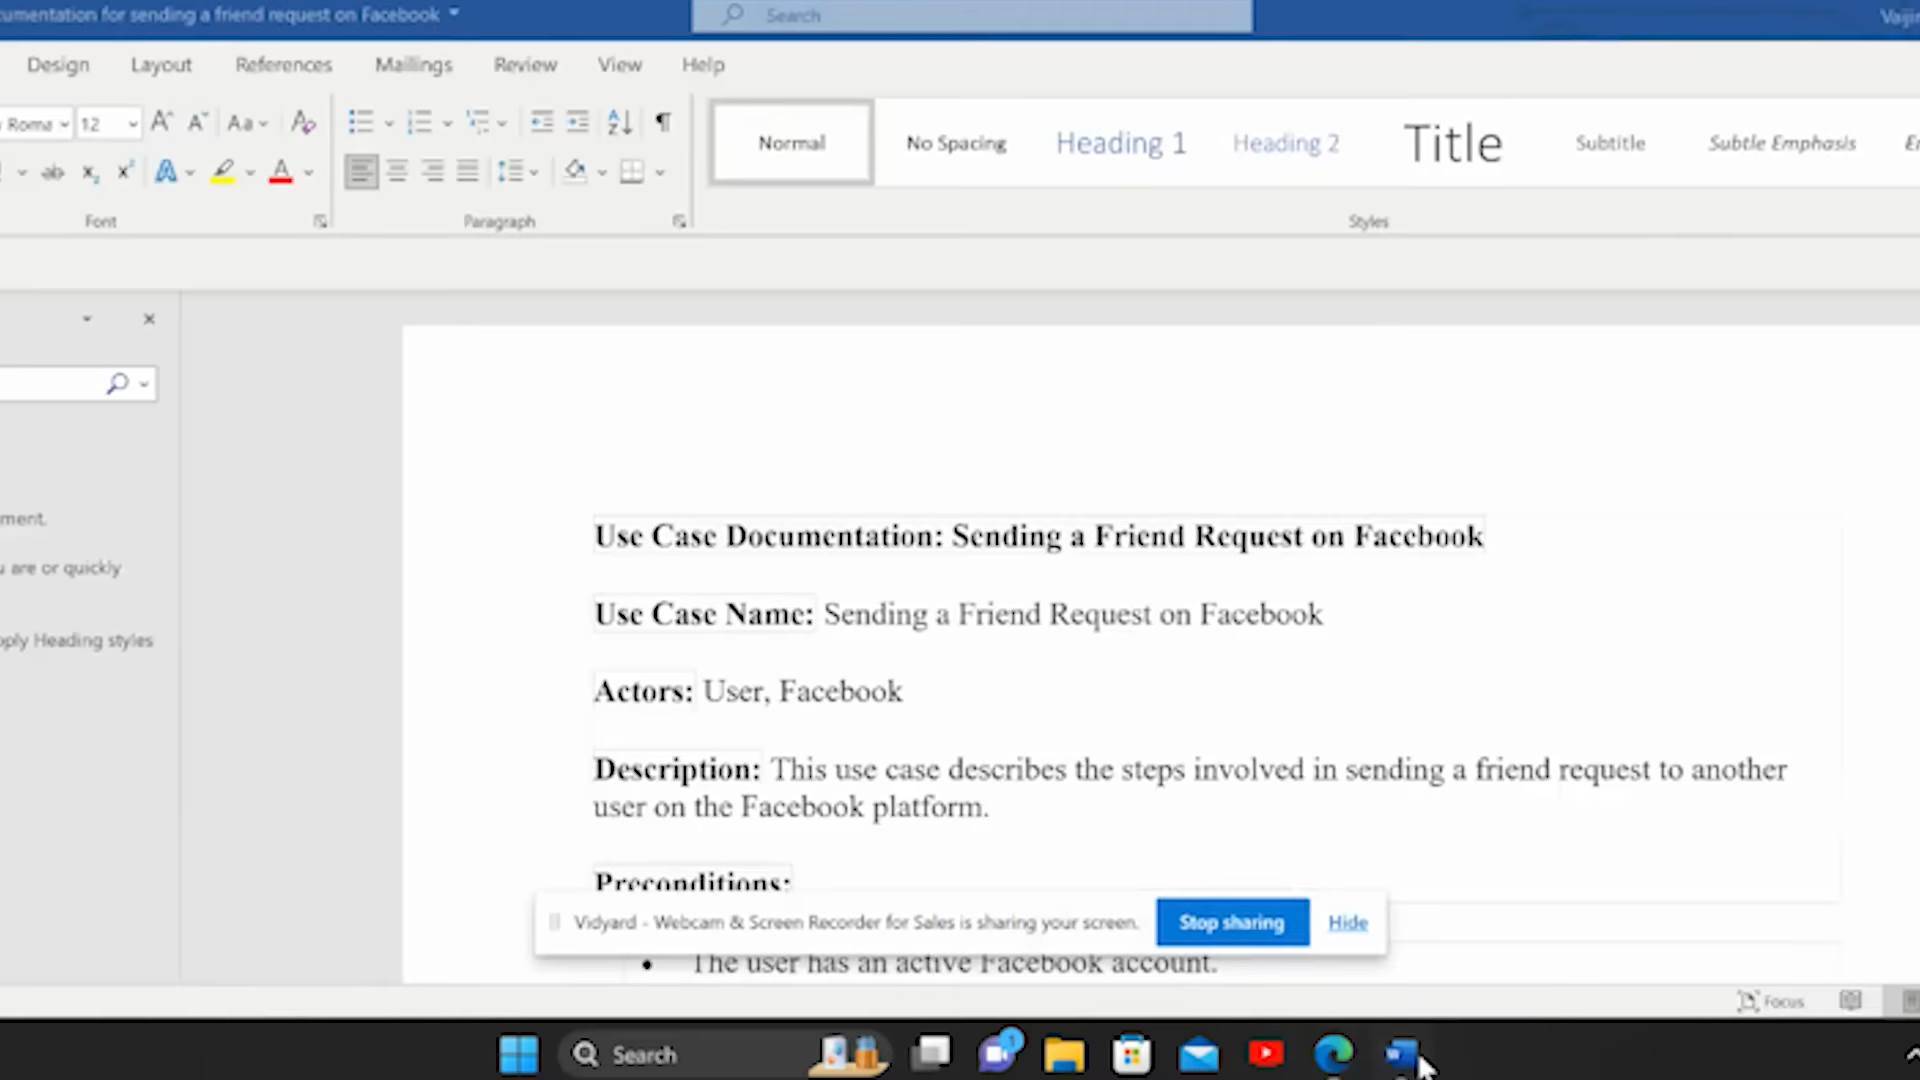 umentation for sending a friend request on Facebook
Search
Design Layout References Mailings Review View Help
Roma 12 Aa
Normal No Spacing Heading 1 Heading 2 Title Subtitle Subtle Emphasis
Font Paragraph Styles
ment.
are or quickly
pply Heading styles
Use Case Documentation: Sending a Friend Request on Facebook
Use Case Name: Sending a Friend Request on Facebook
Actors: User, Facebook
Description: This use case describes the steps involved in sending a friend request to another
user on the Facebook platform.
Preconditions:
Vidyard - Webcam & Screen Recorder for Sales is sharing your screen. Stop sharing Hide
• The user has an active Facebook account.
Focus
Search